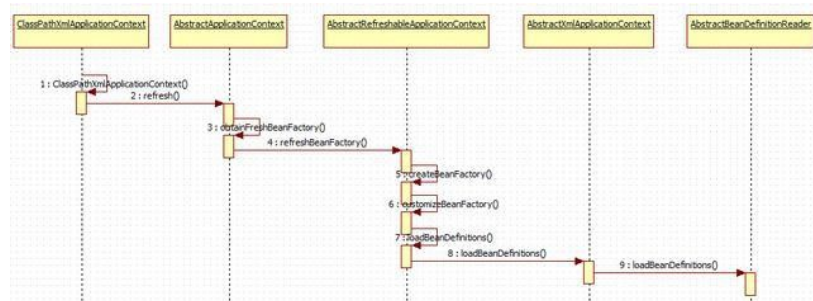 ClassPathXmlApplicationContext
AbstractApplicationContext
AbstractRefreshableApplicationContext
AbstractXmlApplicationContext
AbstractBeanDefinitionReader
1 : ClassPathXmlApplicationContext()
2 : refresh()
3 : obtainFreshBeanFactory()
4 : refreshBeanFactory()
5 : createBeanFactory()
6 : customizeBeanFactory()
7 : loadBeanDefinitions()
8 : loadBeanDefinitions()
9 : loadBeanDefinitions()